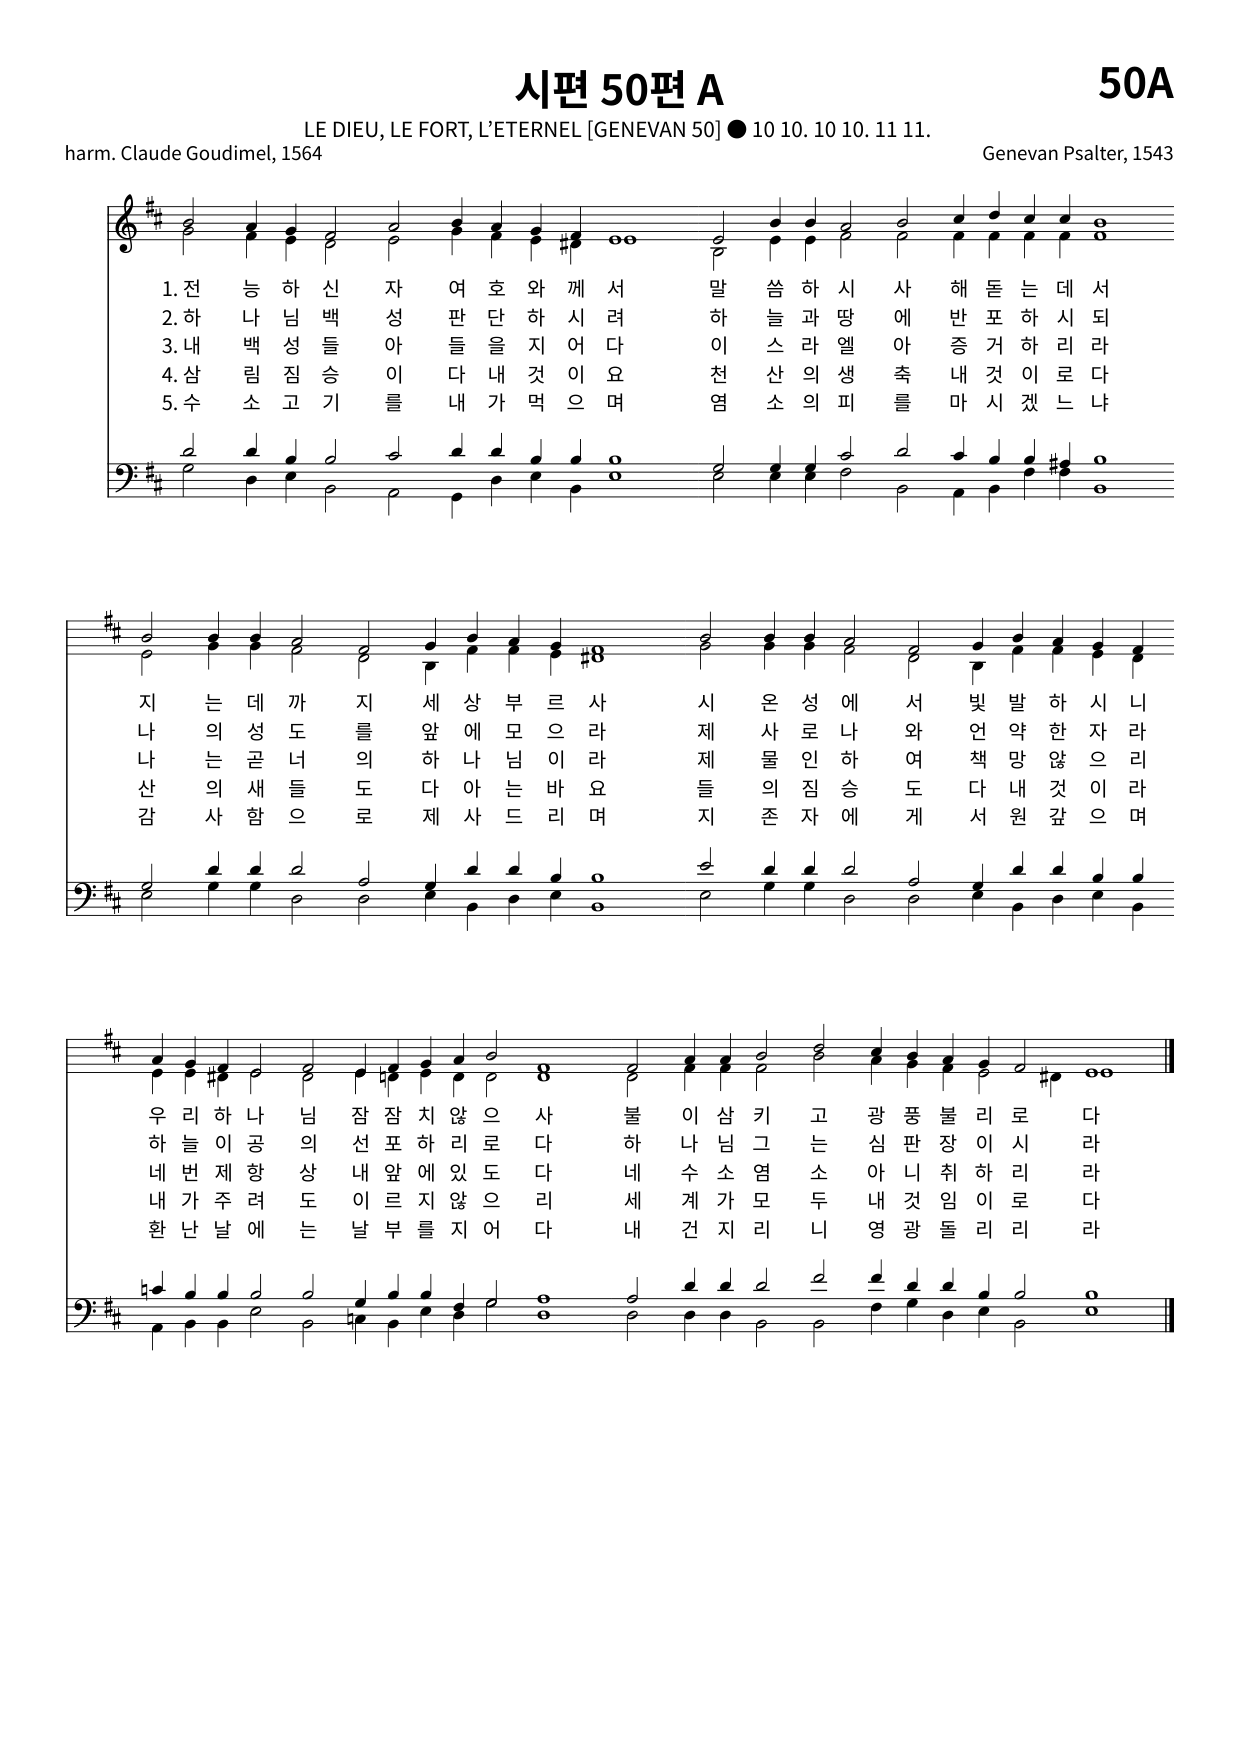 시편 50편 A
50A
LE DIEU, LE FORT, L’ETERNEL [GENEVAN 50] ● 10 10. 10 10. 11 11.
harm. Claude Goudimel, 1564
Genevan Psalter, 1543
1. 전 능 하 신 자 여 호 와 께 서 말 씀 하 시 사 해 돋 는 데 서
2. 하 나 님 백 성 판 단 하 시 려 하 늘 과 땅 에 반 포 하 시 되
3. 내 백 성 들 아 들 을 지 어 다 이 스 라 엘 아 증 거 하 리 라
4. 삼 림 짐 승 이 다 내 것 이 요 천 산 의 생 축 내 것 이 로 다
5. 수 소 고 기 를 내 가 먹 으 며 염 소 의 피 를 마 시 겠 느 냐
지 는 데 까 지 세 상 부 르 사 시 온 성 에 서 빛 발 하 시 니
나 의 성 도 를 앞 에 모 으 라 제 사 로 나 와 언 약 한 자 라
나 는 곧 너 의 하 나 님 이 라 제 물 인 하 여 책 망 않 으 리
산 의 새 들 도 다 아 는 바 요 들 의 짐 승 도 다 내 것 이 라
감 사 함 으 로 제 사 드 리 며 지 존 자 에 게 서 원 갚 으 며
우 리 하 나 님 잠 잠 치 않 으 사 불 이 삼 키 고 광 풍 불 리 로 다
하 늘 이 공 의 선 포 하 리 로 다 하 나 님 그 는 심 판 장 이 시 라
네 번 제 항 상 내 앞 에 있 도 다 네 수 소 염 소 아 니 취 하 리 라
내 가 주 려 도 이 르 지 않 으 리 세 계 가 모 두 내 것 임 이 로 다
환 난 날 에 는 날 부 를 지 어 다 내 건 지 리 니 영 광 돌 리 리 라